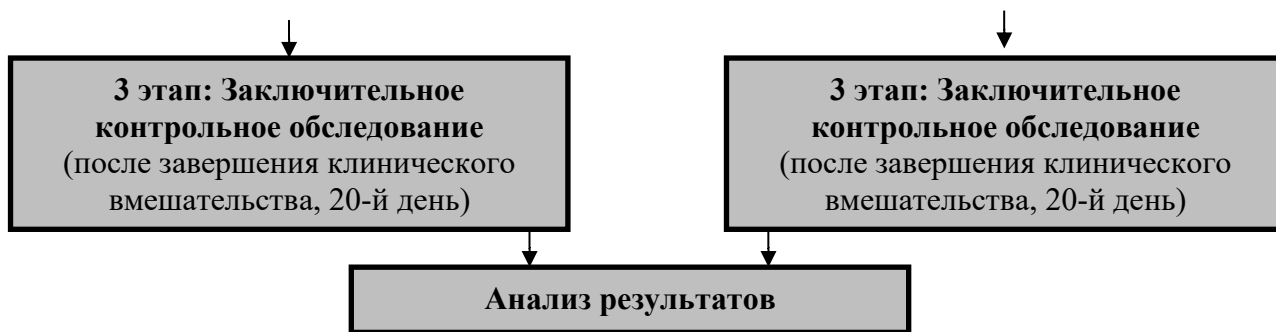 3 этап: Заключительное
контрольное обследование
(после завершения клинического
вмешательства, 20-й день)
3 этап: Заключительное
контрольное обследование
(после завершения клинического
вмешательства, 20-й день)
Анализ результатов